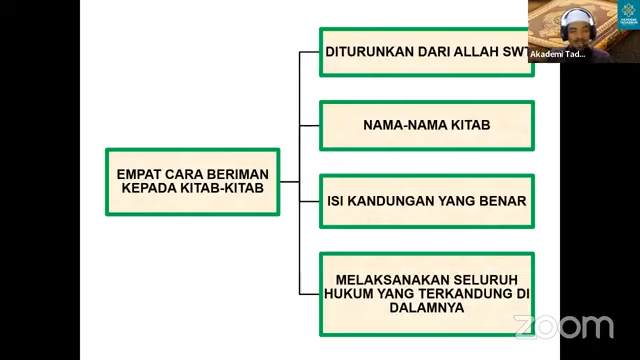 DITURUNKAN DARI ALLAH SWT
Akademi Tad...
NAMA-NAMA KITAB
EMPAT CARA BERIMAN
KEPADA KITAB-KITAB
ISI KANDUNGAN YANG BENAR
MELAKSANAKAN SELURUH
HUKUM YANG TERKANDUNG DI
DALAMNYA
zoom